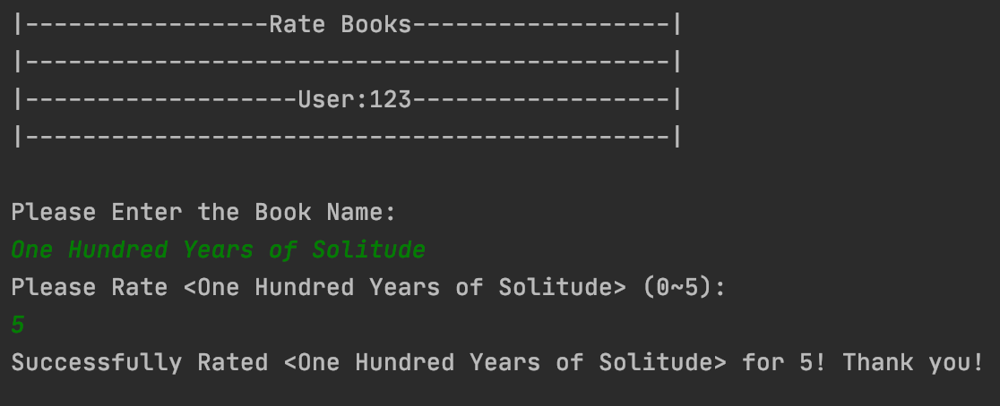 |-----------------Rate Books------------------|
|---------------------------------------------|
|-------------------User:123------------------|
|---------------------------------------------|
Please Enter the Book Name:
One Hundred Years of Solitude
Please Rate <One Hundred Years of Solitude> (0~5):
5
Successfully Rated <One Hundred Years of Solitude> for 5! Thank you!